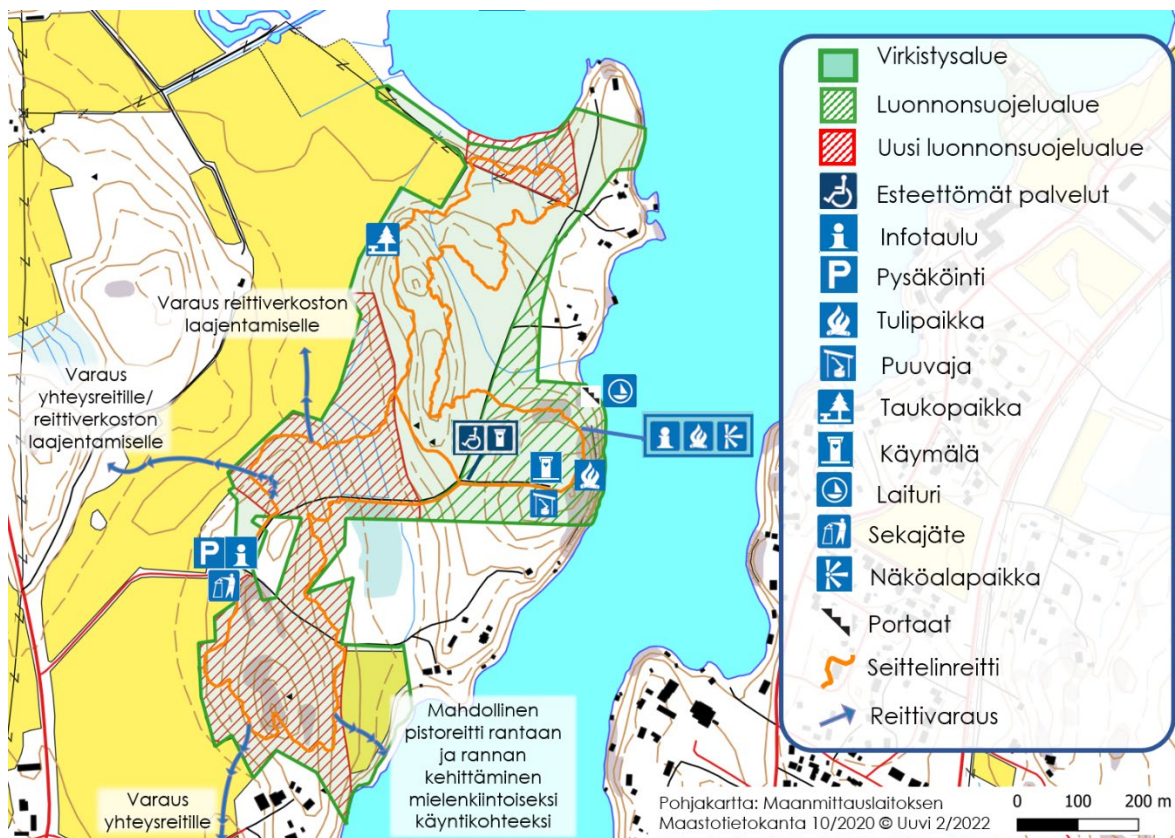 Virkistysalue
Luonnonsuojelualue
Uusi luonnonsuojelualue
Esteettömät palvelut
Infotaulu
P
Pysäköinti
Tulipaikka
Puuvaja
Taukopaikka
Käymälä
Laituri
Sekajäte
Näköalapaikka
Portaat
Seittelinreitti
Reittivaraus
Varaus reittiverkoston
laajentamiselle
Varaus
yhteysreitille/
reittiverkoston
laajentamiselle
P
Mahdollinen
pistoreitti rantaan
ja rannan
kehittäminen
mielenkiintoiseksi
käyntikohteeksi
Varaus
yhteysreitille
Pohjakartta: Maanmittauslaitoksen
Maastotietokanta 10/2020 © Uuvi 2/2022
0 100 200 m